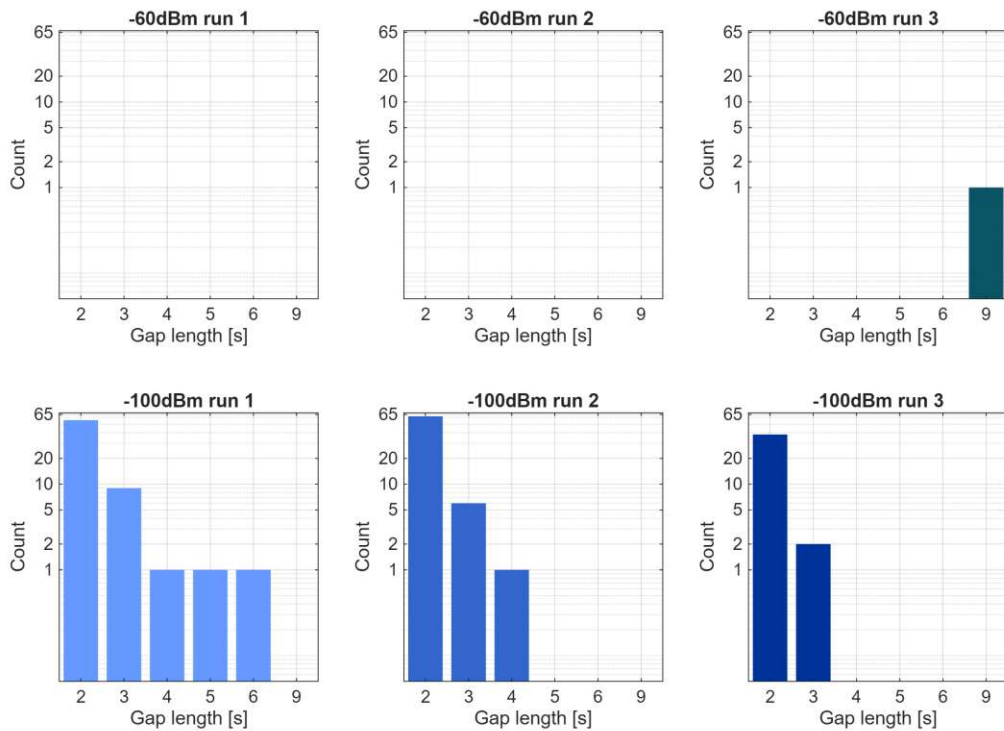 -60dBm run 1
65
20
10
5
2
1
Count
2 3 4 5 6 9
Gap length [s]
-60dBm run 2
65
20
10
5
2
1
Count
2 3 4 5 6 9
Gap length [s]
-60dBm run 3
65
20
10
5
2
1
Count
2 3 4 5 6 9
Gap length [s]
-100dBm run 1
65
20
10
5
2
1
Count
2 3 4 5 6 9
Gap length [s]
-100dBm run 2
65
20
10
5
2
1
Count
2 3 4 5 6 9
Gap length [s]
-100dBm run 3
65
20
10
5
2
1
Count
2 3 4 5 6 9
Gap length [s]